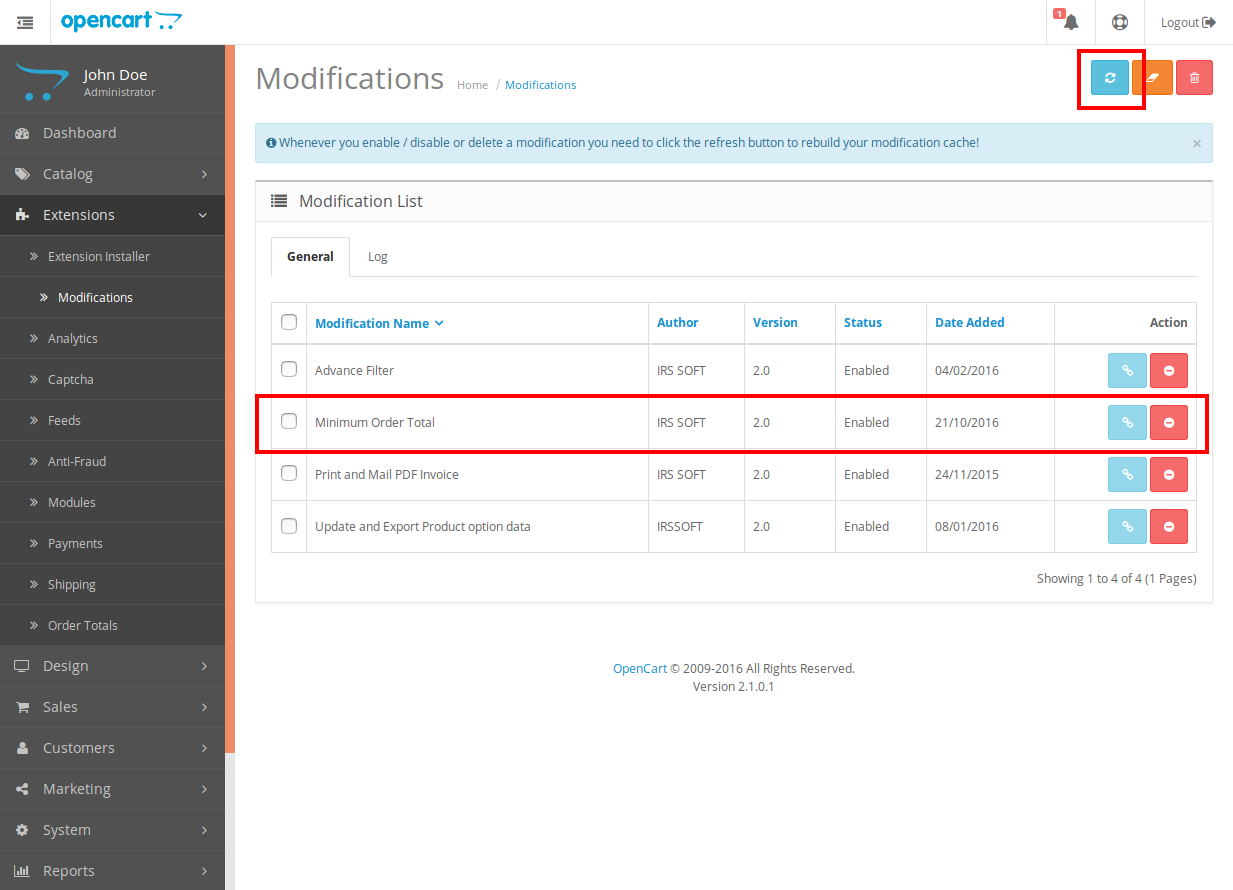 opencart
1
Logout
John Doe
Administrator
Dashboard
Catalog
Extensions
Extension Installer
Modifications
Analytics
Captcha
Feeds
Anti-Fraud
Modules
Payments
Shipping
Order Totals
Design
Sales
Customers
Marketing
System
Reports
Modifications Home / Modifications
Whenever you enable / disable or delete a modification you need to click the refresh button to rebuild your modification cache! ×
Modification List
General Log
Modification Name Author Version Status Date Added Action
Advance Filter IRS SOFT 2.0 Enabled 04/02/2016
Minimum Order Total IRS SOFT 2.0 Enabled 21/10/2016
Print and Mail PDF Invoice IRS SOFT 2.0 Enabled 24/11/2015
Update and Export Product option data IRSSOFT 2.0 Enabled 08/01/2016
Showing 1 to 4 of 4 (1 Pages)
OpenCart © 2009-2016 All Rights Reserved.
Version 2.1.0.1